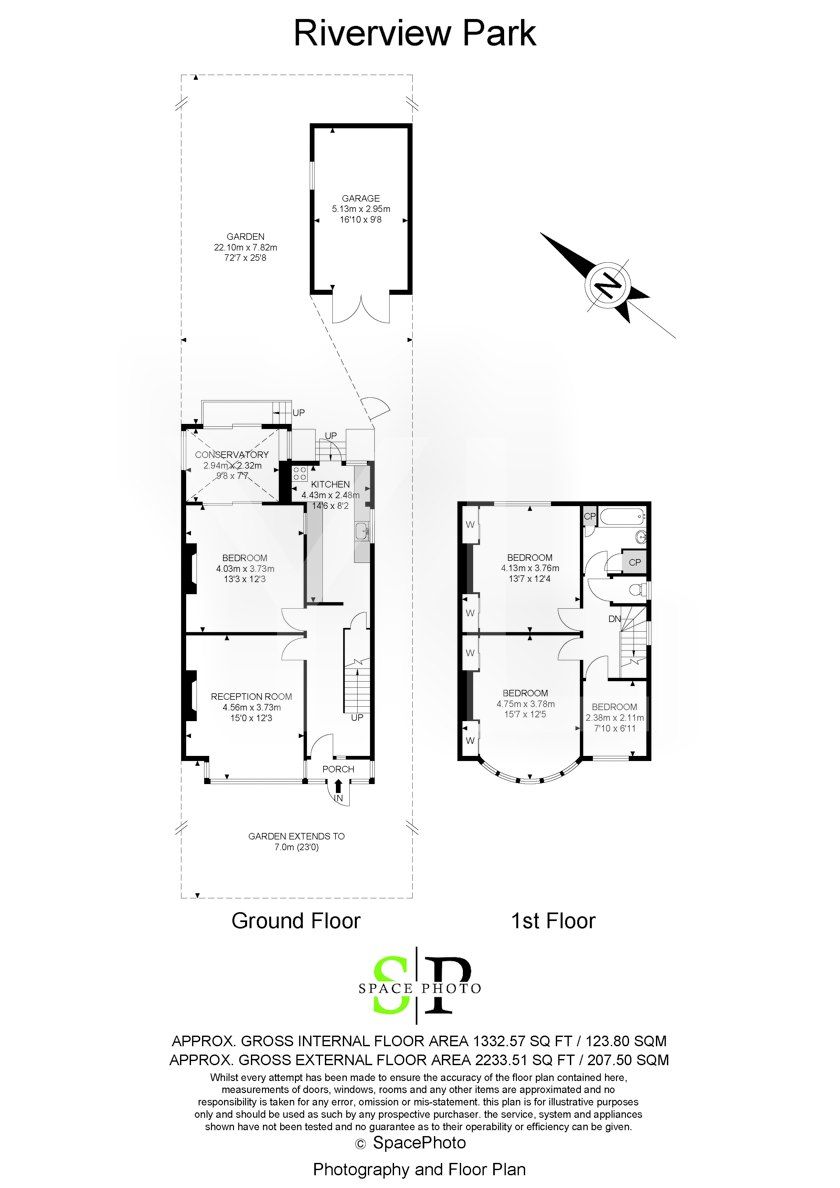 Riverview Park
GARAGE
5.13m x 2.95m
16'10 x 9'8
GARDEN
22.10m x 7.82m
72'7 x 25'8
N
UP
UP
CONSERVATORY
2.94m x 2.32m
9'8 x 7'7
KITCHEN
4.43m x 2.48m
14'6 x 8'2
BEDROOM
4.03m x 3.73m
13'3 x 12'3
RECEPTION ROOM
4.56m x 3.73m
15'0 x 12'3
UP
PORCH
IN
GARDEN EXTENDS TO
7.0m (23'0)
Ground Floor
W
CP
BEDROOM
4.13m x 3.76m
13'7 x 12'4
CP
W
DN
W
BEDROOM
4.75m x 3.78m
15'7 x 12'5
BEDROOM
2.38m x 2.11m
7'10 x 6'11
W
1st Floor
SP
SPACE PHOTO
APPROX. GROSS INTERNAL FLOOR AREA 1332.57 SQ FT / 123.80 SQM
APPROX. GROSS EXTERNAL FLOOR AREA 2233.51 SQ FT / 207.50 SQM
Whilst every attempt has been made to ensure the accuracy of the floor plan contained here,
measurements of doors, windows, rooms and any other items are approximated and no
responsibility is taken for any error, omission or mis-statement. this plan is for illustrative purposes
only and should be used as such by any prospective purchaser. the service, system and appliances
shown have not been tested and no guarantee as to their operability or efficiency can be given.
© SpacePhoto
Photography and Floor Plan